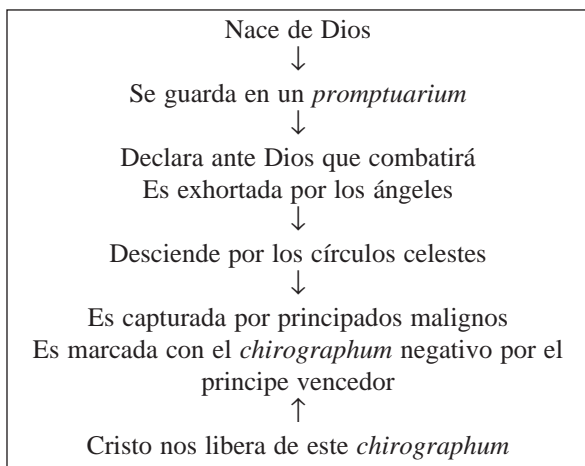 Nace de Dios
↓
Se guarda en un promptuarium
↓
Declara ante Dios que combatirá
Es exhortada por los ángeles
↓
Desciende por los círculos celestes
↓
Es capturada por principados malignos
Es marcada con el chirographum negativo por el
principe vencedor
↑
Cristo nos libera de este chirographum